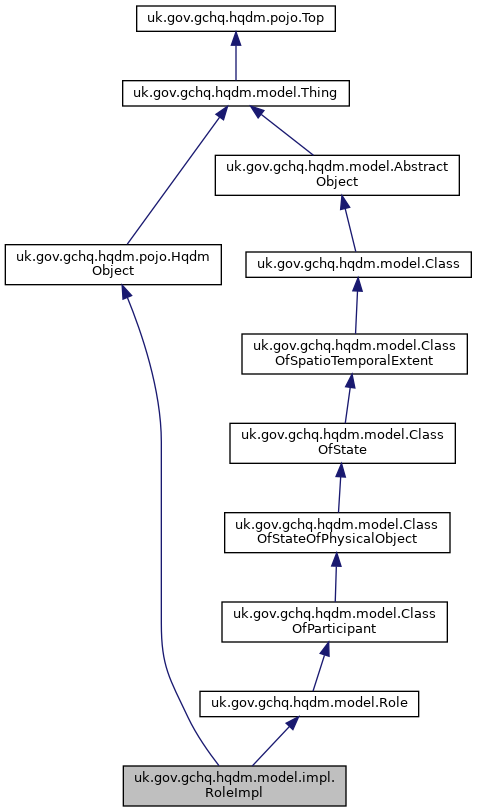 uk.gov.gchq.hqdm.pojo.Top
uk.gov.gchq.hqdm.model.Thing
uk.gov.gchq.hqdm.model.Abstract
Object
uk.gov.gchq.hqdm.pojo.Hqdm
Object
uk.gov.gchq.hqdm.model.Class
uk.gov.gchq.hqdm.model.Class
OfSpatioTemporalExtent
uk.gov.gchq.hqdm.model.Class
OfState
uk.gov.gchq.hqdm.model.Class
OfStateOfPhysicalObject
uk.gov.gchq.hqdm.model.Class
OfParticipant
uk.gov.gchq.hqdm.model.Role
uk.gov.gchq.hqdm.model.impl.
RoleImpl